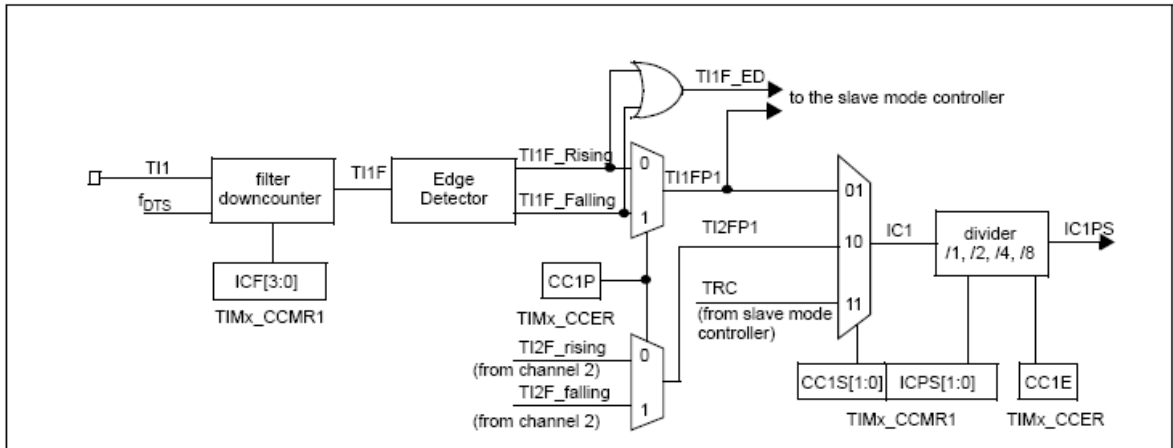 TI1F_ED
to the slave mode controller
TI1
f_DTS
filter
downcounter
TI1F
Edge
Detector
TI1F_Rising
TI1F_Falling
0
1
TI1FP1
TI2FP1
01
10
11
IC1
divider
/1, /2, /4, /8
IC1PS
ICF[3:0]
TIMx_CCMR1
CC1P
TIMx_CCER
TRC
(from slave mode
controller)
TI2F_rising
(from channel 2)
TI2F_falling
(from channel 2)
0
1
CC1S[1:0]
ICPS[1:0]
TIMx_CCMR1
CC1E
TIMx_CCER